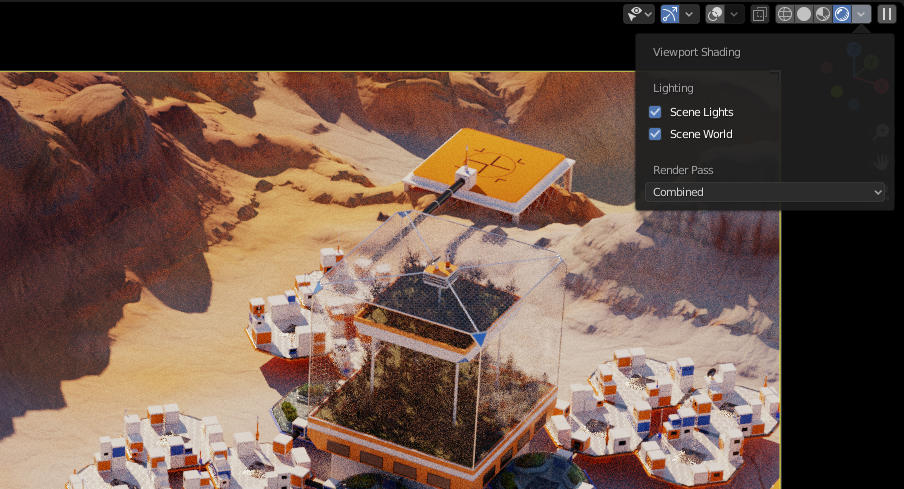 Viewport Shading
Lighting
Scene Lights
Scene World
Render Pass
Combined